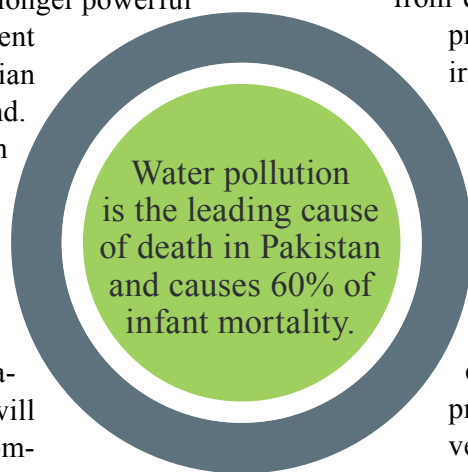 longer powerful
ent
ian
nd.
Water pollution
is the leading cause
of death in Pakistan
and causes 60% of
infant mortality.
a-
will
om-
from
pr
ir
pr
ve